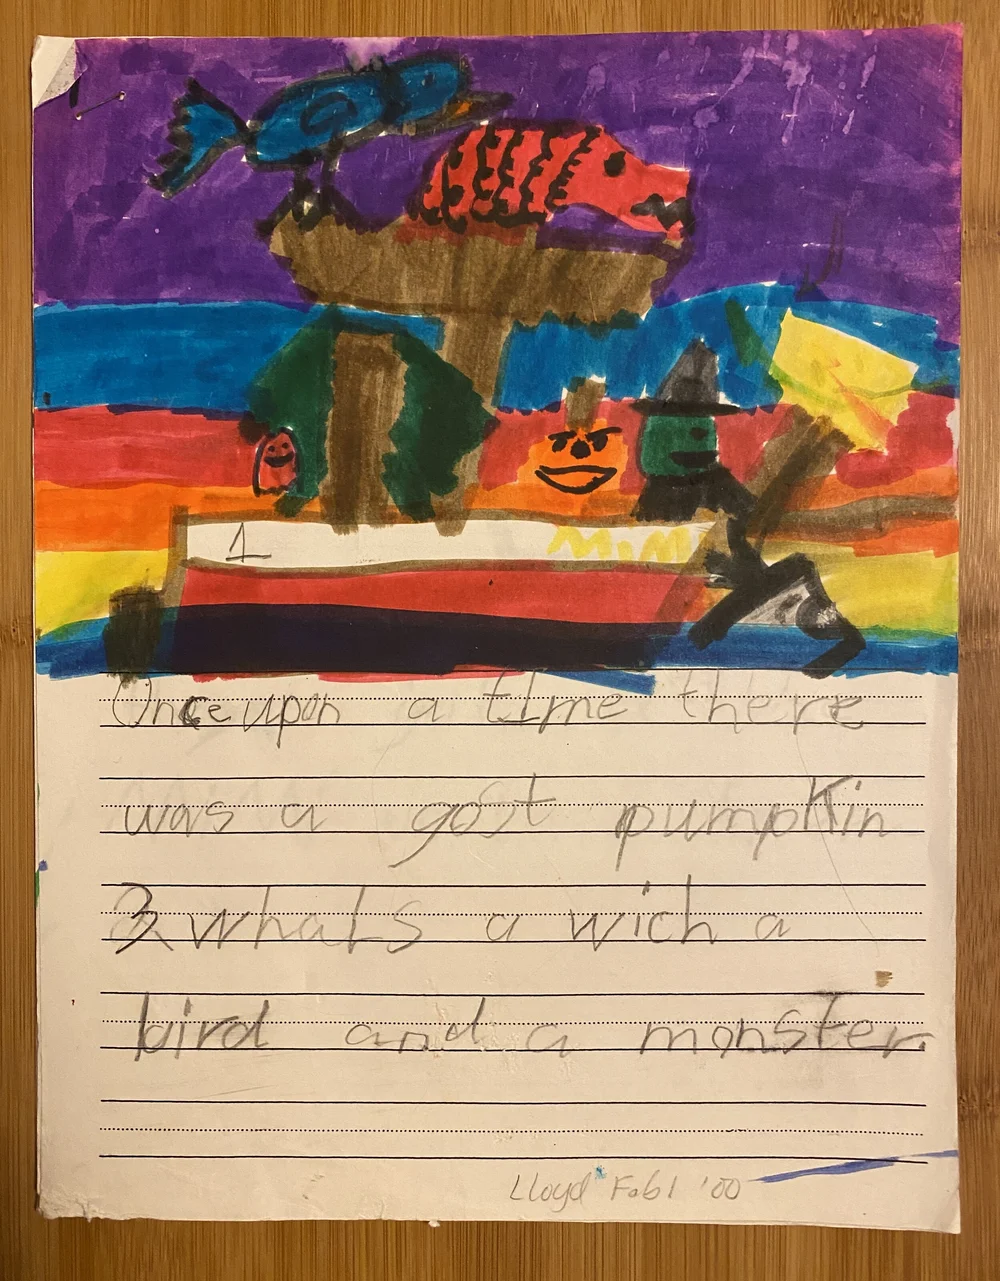 1 MIMI
Once upon a time there
was a gost pumpkin
3 whals a wich a
bird and a monster.
Lloyd Feb 1 '00